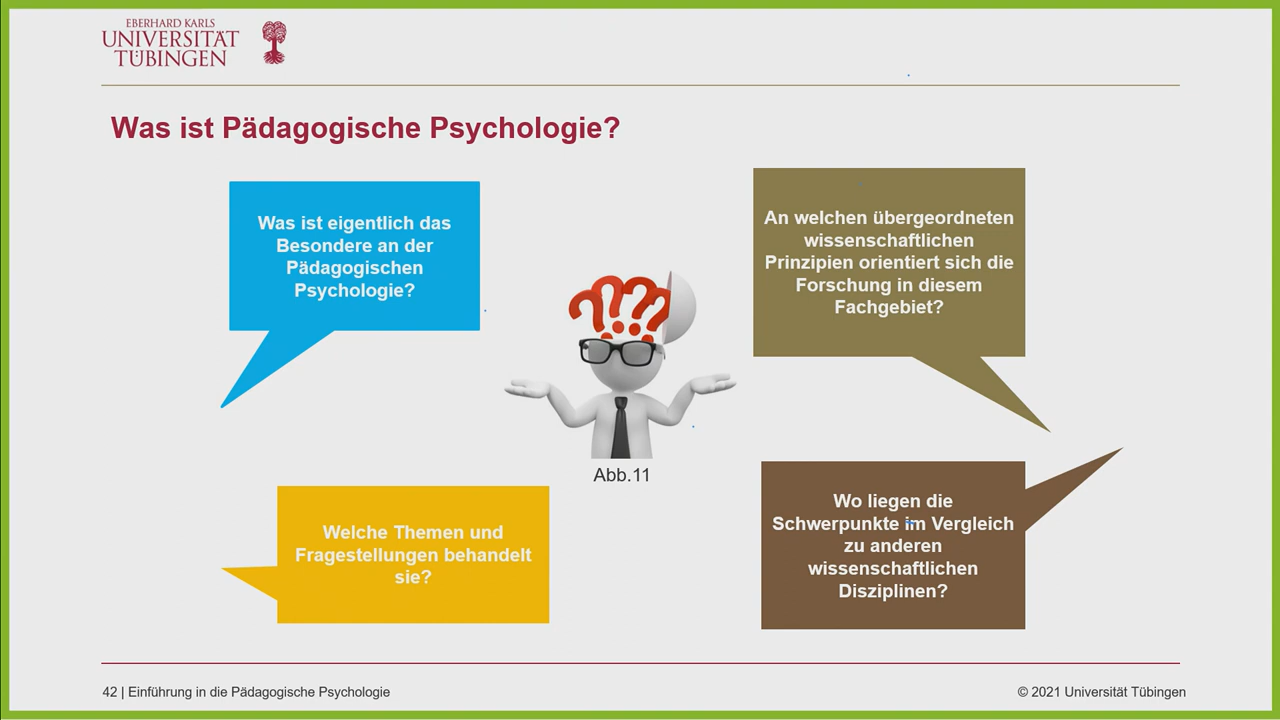 EBERHARD KARLS
UNIVERSITÄT
TÜBINGEN
Was ist Pädagogische Psychologie?
Was ist eigentlich das
Besondere an der
Pädagogischen
Psychologie?
An welchen übergeordneten
wissenschaftlichen
Prinzipien orientiert sich die
Forschung in diesem
Fachgebiet?
????
Abb.11
Welche Themen und
Fragestellungen behandelt
sie?
Wo liegen die
Schwerpunkte im Vergleich
zu anderen
wissenschaftlichen
Disziplinen?
42 | Einführung in die Pädagogische Psychologie
© 2021 Universität Tübingen